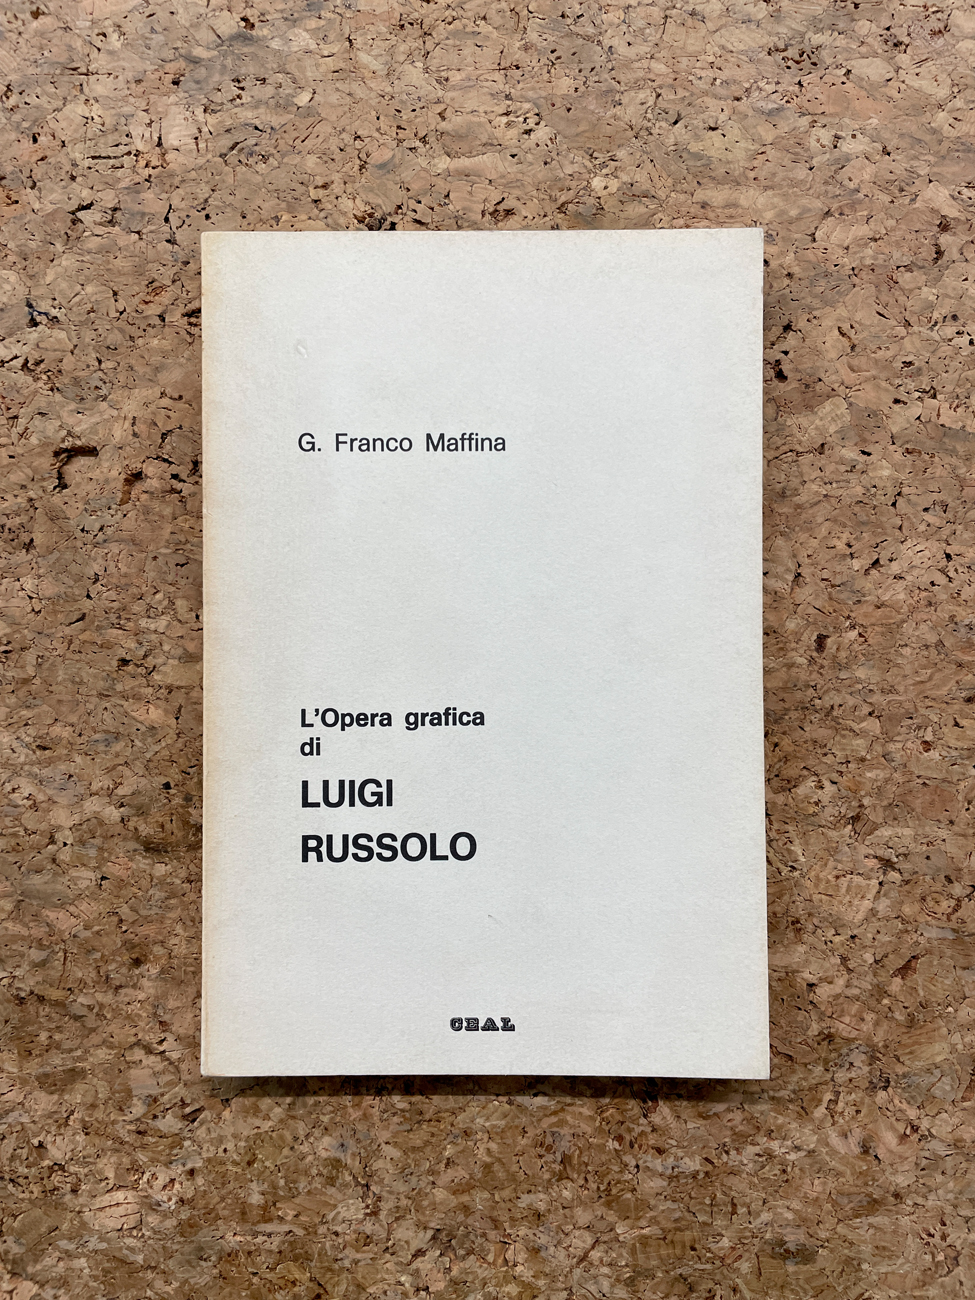 G. Franco Maffina
L'Opera grafica
di
LUIGI
RUSSOLO
CEAL